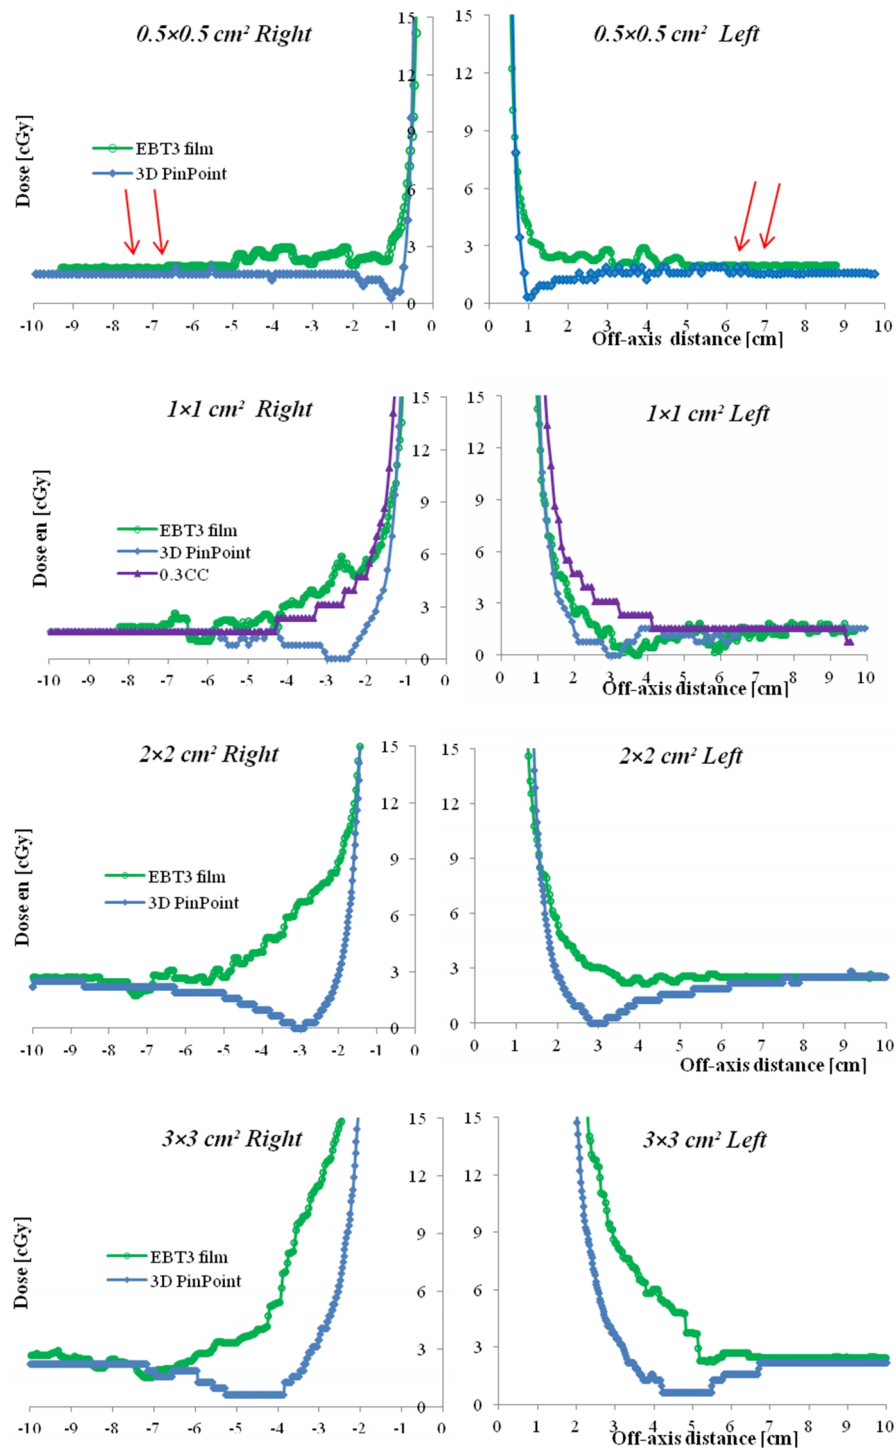 0.5×0.5 cm² Right
15
12
9
6
3
0
Dose [cGy]
EBT3 film
3D PinPoint
-10 -9 -8 -7 -6 -5 -4 -3 -2 -1 0
0.5×0.5 cm² Left
15
12
9
6
3
0
0 1 2 3 4 5 6 7 8 9 10
Off-axis distance [cm]
1×1 cm² Right
15
12
9
6
3
0
Dose en [cGy]
EBT3 film
3D PinPoint
0.3CC
-10 -9 -8 -7 -6 -5 -4 -3 -2 -1 0
1×1 cm² Left
15
12
9
6
3
0
0 1 2 3 4 5 6 7 8 9 10
Off-axis distance [cm]
2×2 cm² Right
15
12
9
6
3
0
Dose en [cGy]
EBT3 film
3D PinPoint
-10 -9 -8 -7 -6 -5 -4 -3 -2 -1 0
2×2 cm² Left
15
12
9
6
3
0
0 1 2 3 4 5 6 7 8 9 10
Off-axis distance [cm]
3×3 cm² Right
15
12
9
6
3
0
Dose [cGy]
EBT3 film
3D PinPoint
-10 -9 -8 -7 -6 -5 -4 -3 -2 -1 0
3×3 cm² Left
15
12
9
6
3
0
0 1 2 3 4 5 6 7 8 9 10
Off-axis distance [cm]